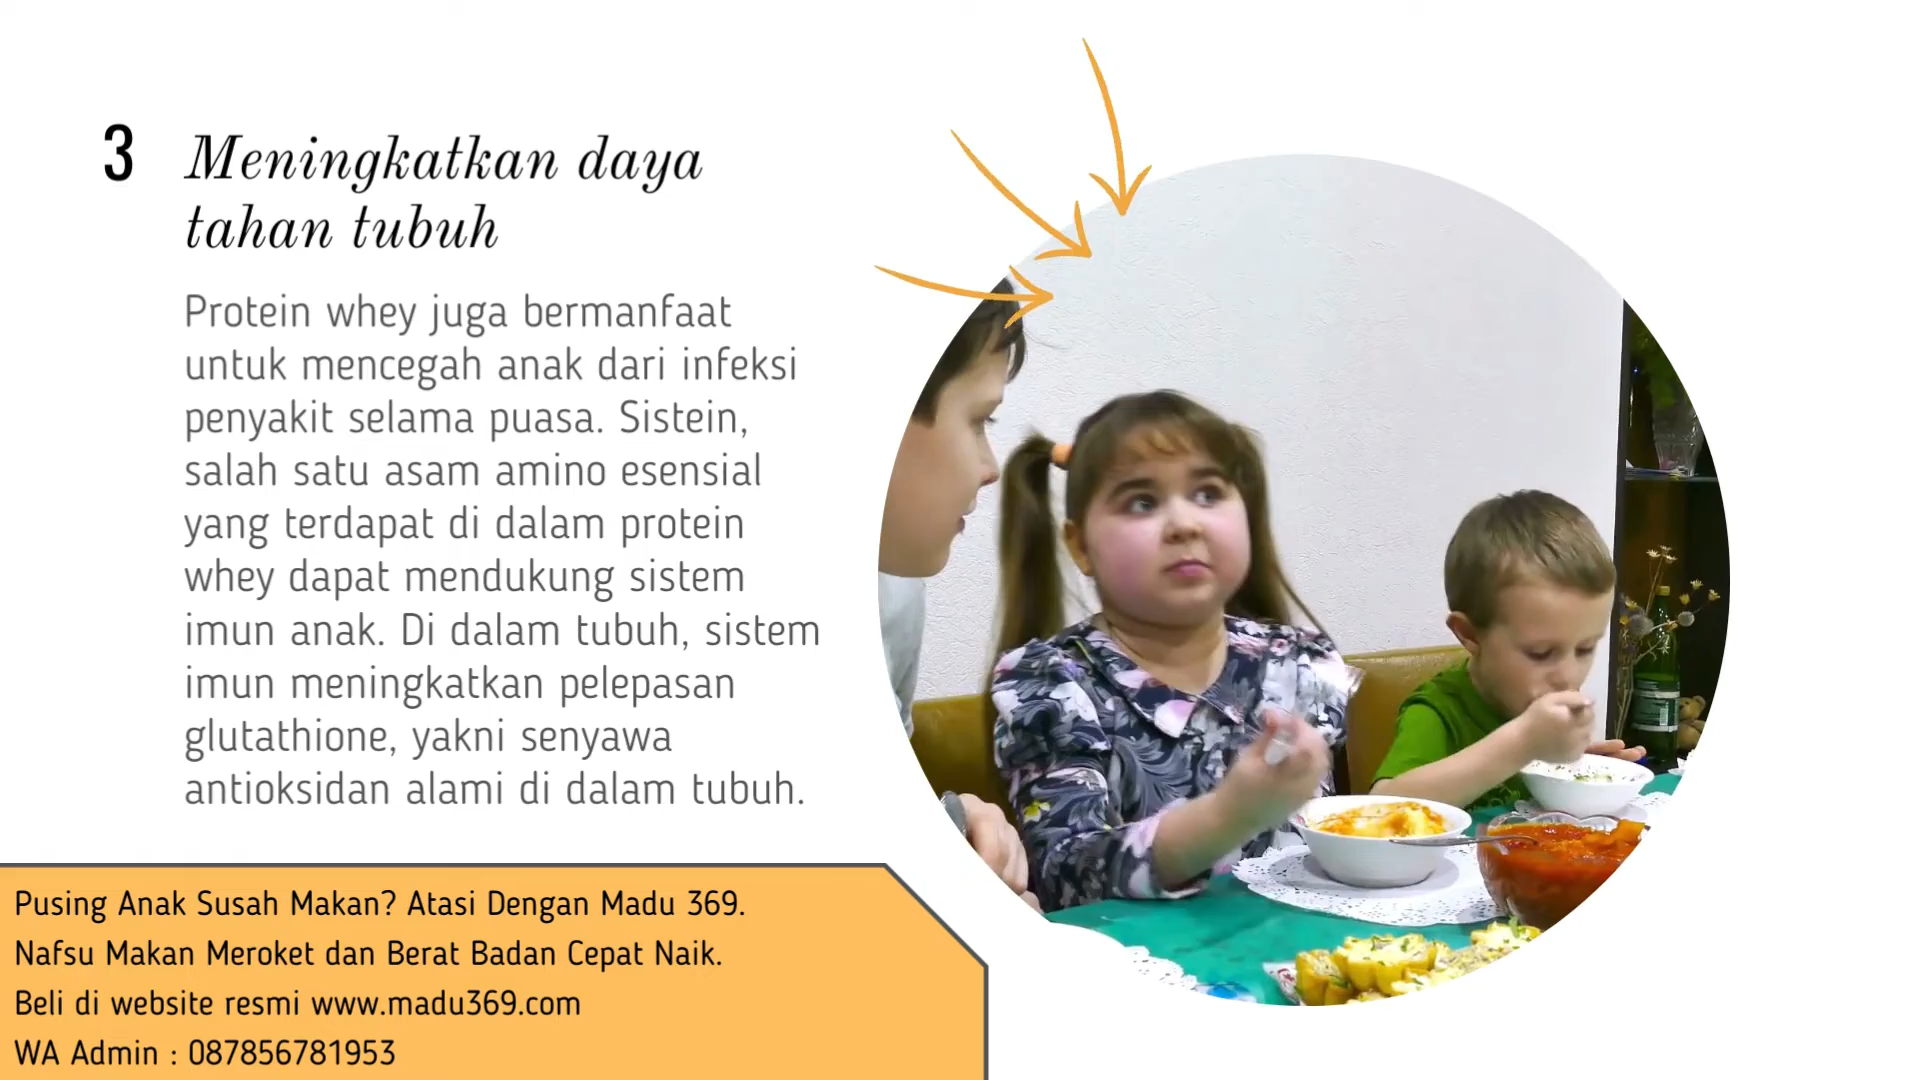 3 Meningkatkan daya
tahan tubuh
Protein whey juga bermanfaat
untuk mencegah anak dari infeksi
penyakit selama puasa. Sistein,
salah satu asam amino esensial
yang terdapat di dalam protein
whey dapat mendukung sistem
imun anak. Di dalam tubuh, sistem
imun meningkatkan pelepasan
glutathione, yakni senyawa
antioksidan alami di dalam tubuh.
Pusing Anak Susah Makan? Atasi Dengan Madu 369.
Nafsu Makan Meroket dan Berat Badan Cepat Naik.
Beli di website resmi www.madu369.com
WA Admin : 087856781953